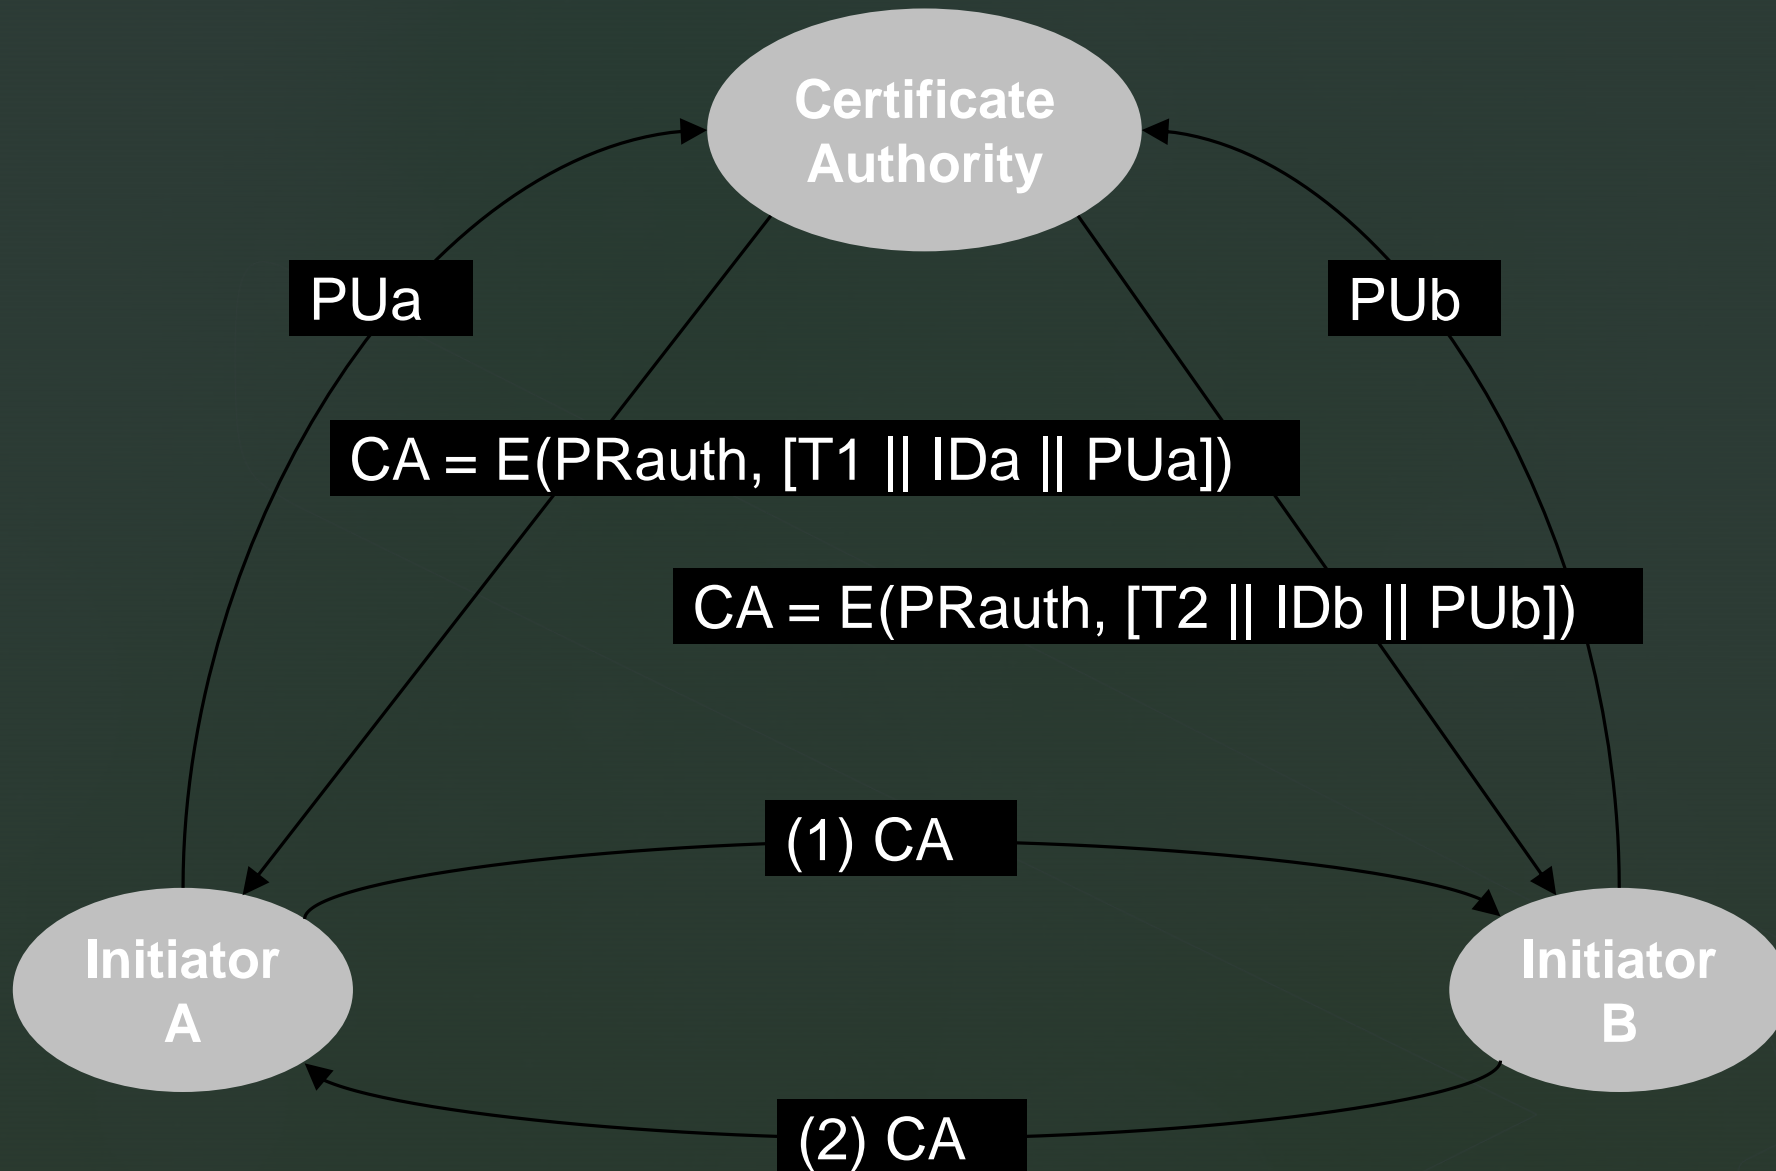 Certificate
Authority
PUa
PUb
CA = E(PRauth, [T1 || IDa || PUa])
CA = E(PRauth, [T2 || IDb || PUb])
(1) CA
Initiator
A
Initiator
B
(2) CA